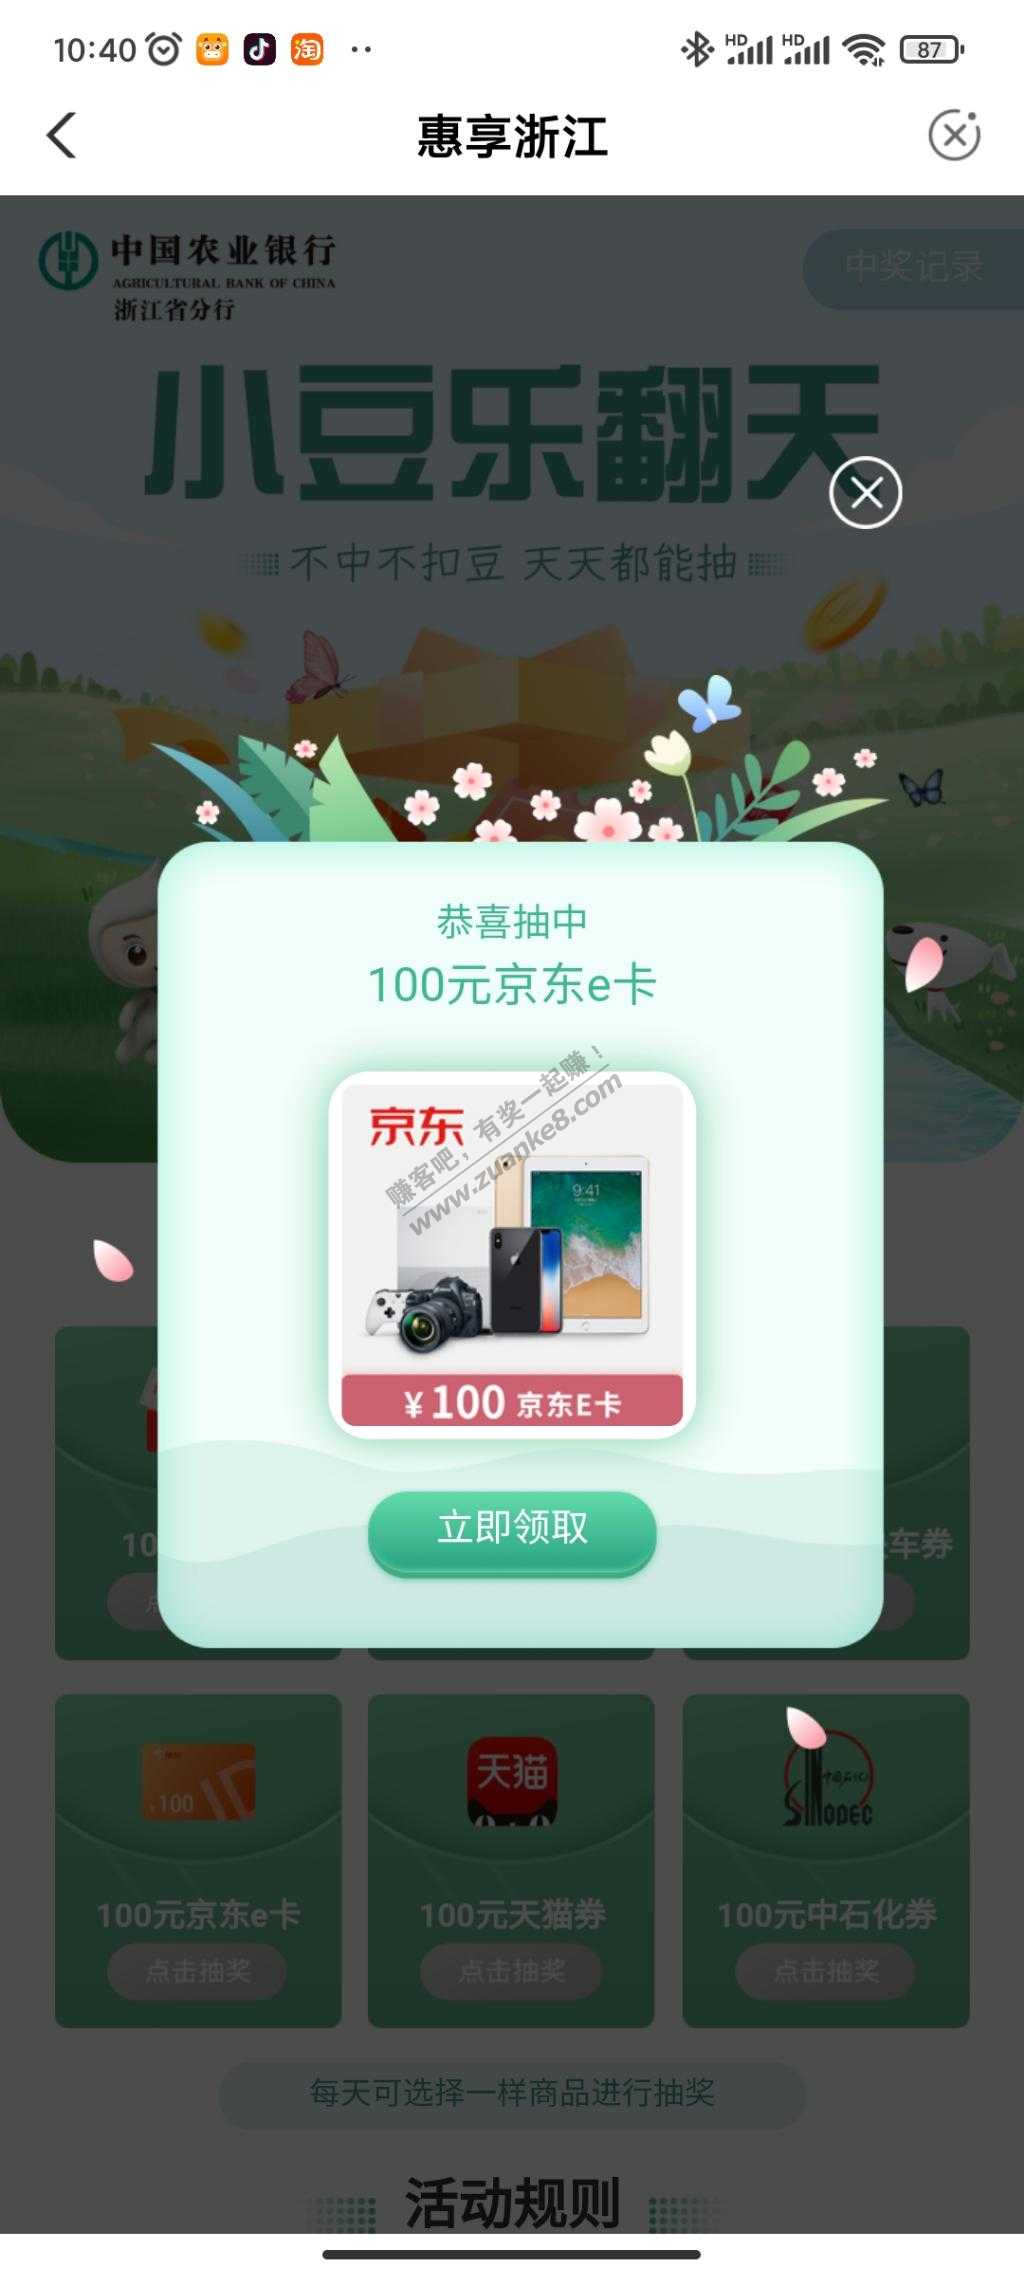 10:40
淘
HD HD 87
惠享浙江
中国农业银行
AGRICULTURAL BANK OF CHINA
浙江省分行
中奖记录
小豆乐翻天
不中不扣豆 天天都能抽
恭喜抽中
100元京东e卡
赚客吧，有奖一起赚！
www.zuanke8.com
京东
9:41
¥100 京东E卡
立即领取
10
车券
¥100
天猫
中国石化
SINOPEC
100元京东e卡
100元天猫券
100元中石化券
点击抽奖
点击抽奖
点击抽奖
每天可选择一样商品进行抽奖
活动规则